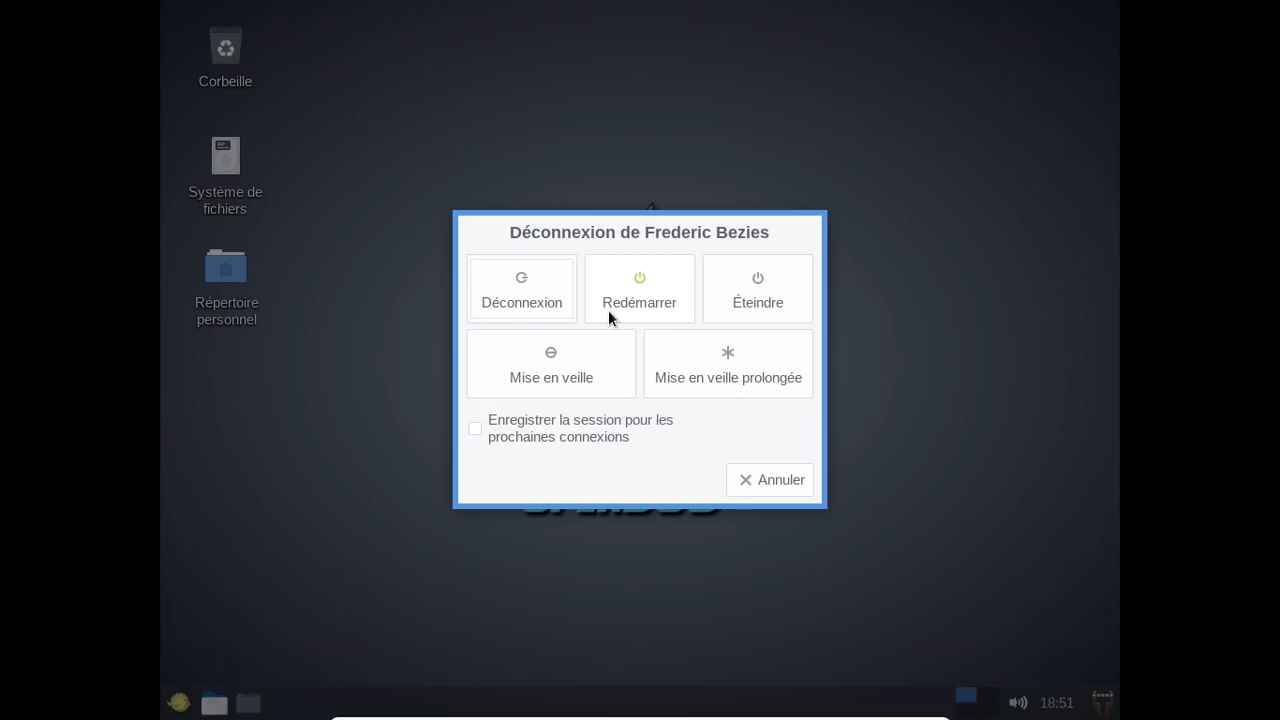 Corbeille
Système de
fichiers
Répertoire
personnel
Déconnexion de Frederic Bezies
Déconnexion
Redémarrer
Éteindre
Mise en veille
Mise en veille prolongée
Enregistrer la session pour les
prochaines connexions
Annuler
18:51